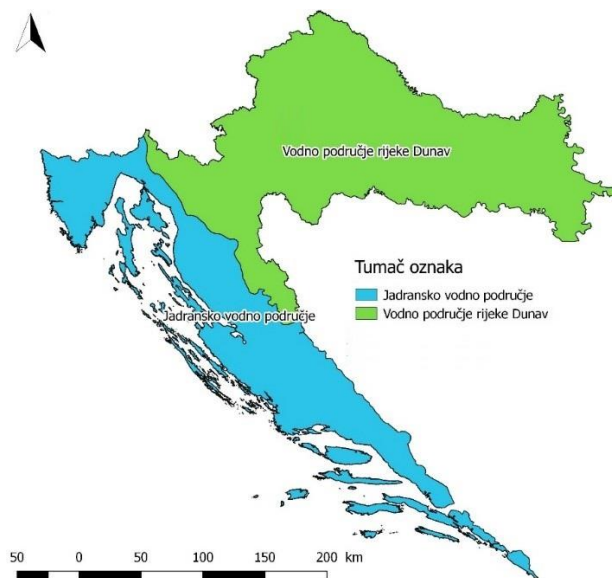 Vodno područje rijeke Dunav
Tumač oznaka
Jadransko vodno područje
Vodno područje rijeke Dunav
Jadransko vodno područje
50 0 50 100 150 200 km